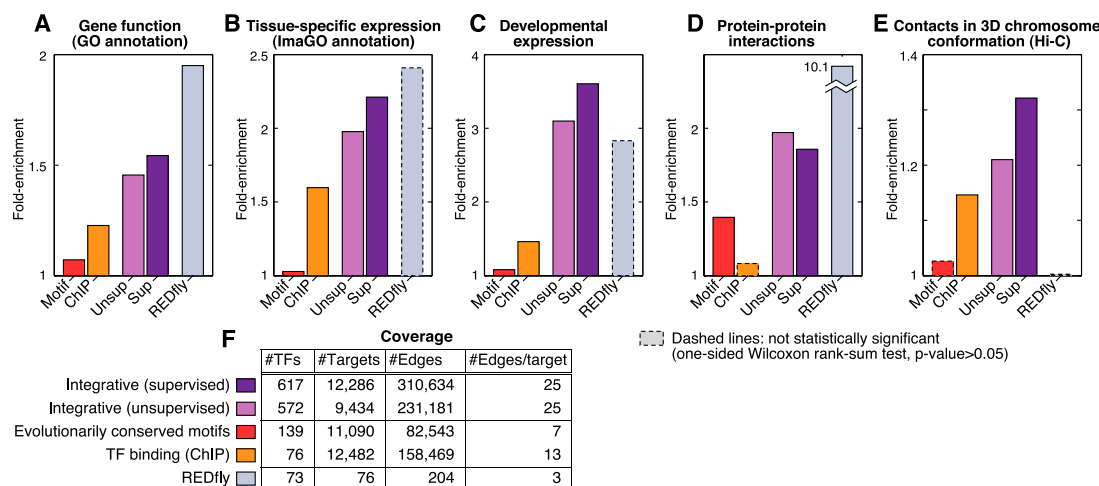 A Gene function
(GO annotation)
Fold-enrichment
2
1.5
1
Motif
ChIP
Unsup
Sup
REDfly
B Tissue-specific expression
(ImaGO annotation)
Fold-enrichment
2.5
2
1.5
1
Motif
ChIP
Unsup
Sup
REDfly
C Developmental
expression
Fold-enrichment
4
3
2
1
Motif
ChIP
Unsup
Sup
REDfly
D Protein-protein
interactions
Fold-enrichment
10.1
2
1.5
1
Motif
ChIP
Unsup
Sup
REDfly
E Contacts in 3D chromosome
conformation (Hi-C)
Fold-enrichment
1.4
1.2
1
Motif
ChIP
Unsup
Sup
REDfly
Dashed lines: not statistically significant
(one-sided Wilcoxon rank-sum test, p-value>0.05)
F Coverage
#TFs #Targets #Edges #Edges/target
Integrative (supervised) 617 12,286 310,634 25
Integrative (unsupervised) 572 9,434 231,181 25
Evolutionarily conserved motifs 139 11,090 82,543 7
TF binding (ChIP) 76 12,482 158,469 13
REDfly 73 76 204 3